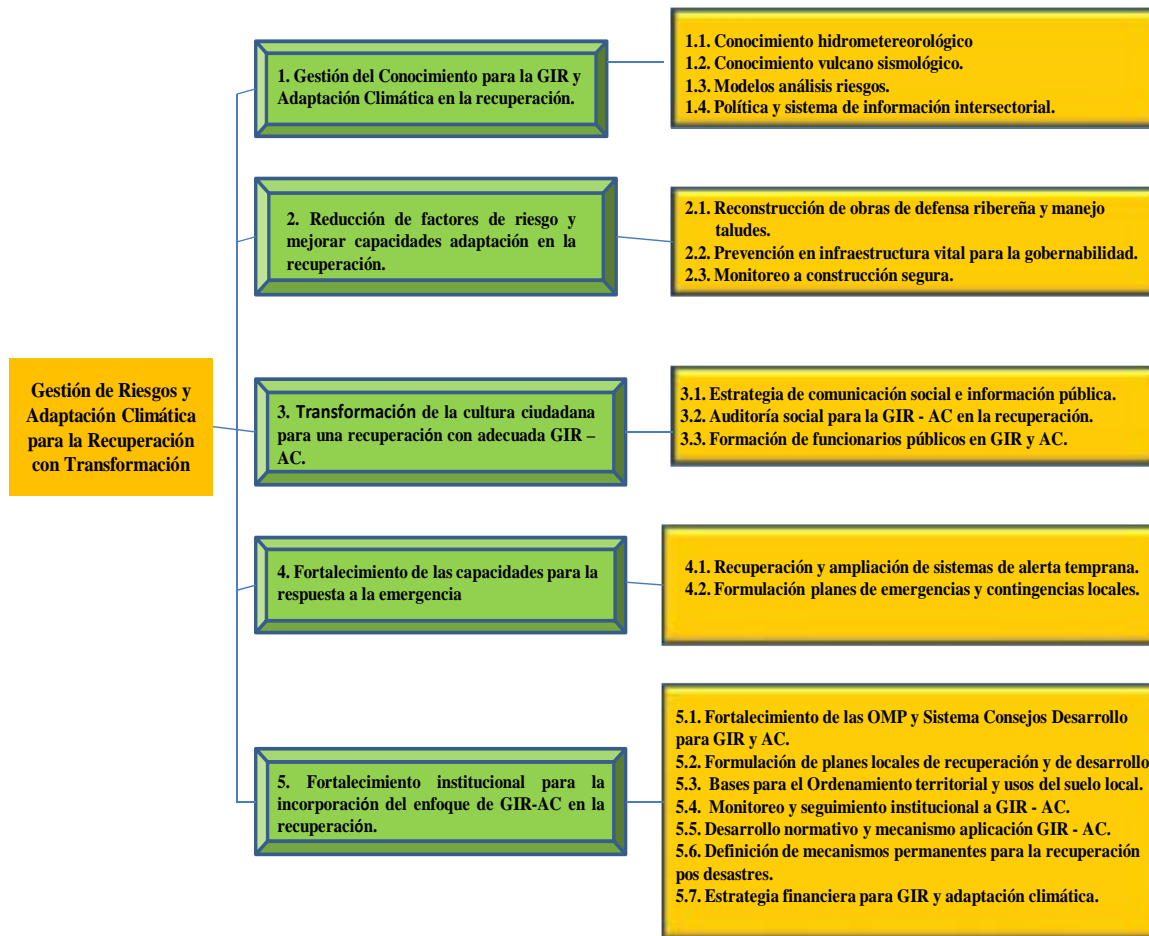 Gestión de Riesgos y
Adaptación Climática
para la Recuperación
con Transformación
1. Gestión del Conocimiento para la GIR y
Adaptación Climática en la recuperación.
1.1. Conocimiento hidrometereorológico
1.2. Conocimiento vulcano sismológico.
1.3. Modelos análisis riesgos.
1.4. Política y sistema de información intersectorial.
2. Reducción de factores de riesgo y
mejorar capacidades adaptación en la
recuperación.
2.1. Reconstrucción de obras de defensa ribereña y manejo
taludes.
2.2. Prevención en infraestructura vital para la gobernabilidad.
2.3. Monitoreo a construcción segura.
3. Transformación de la cultura ciudadana
para una recuperación con adecuada GIR –
AC.
3.1. Estrategia de comunicación social e información pública.
3.2. Auditoría social para la GIR - AC en la recuperación.
3.3. Formación de funcionarios públicos en GIR y AC.
4. Fortalecimiento de las capacidades para la
respuesta a la emergencia
4.1. Recuperación y ampliación de sistemas de alerta temprana.
4.2. Formulación planes de emergencias y contingencias locales.
5. Fortalecimiento institucional para la
incorporación del enfoque de GIR-AC en la
recuperación.
5.1. Fortalecimiento de las OMP y Sistema Consejos Desarrollo
para GIR y AC.
5.2. Formulación de planes locales de recuperación y de desarrollo
5.3. Bases para el Ordenamiento territorial y usos del suelo local.
5.4. Monitoreo y seguimiento institucional a GIR - AC.
5.5. Desarrollo normativo y mecanismo aplicación GIR - AC.
5.6. Definición de mecanismos permanentes para la recuperación
pos desastres.
5.7. Estrategia financiera para GIR y adaptación climática.